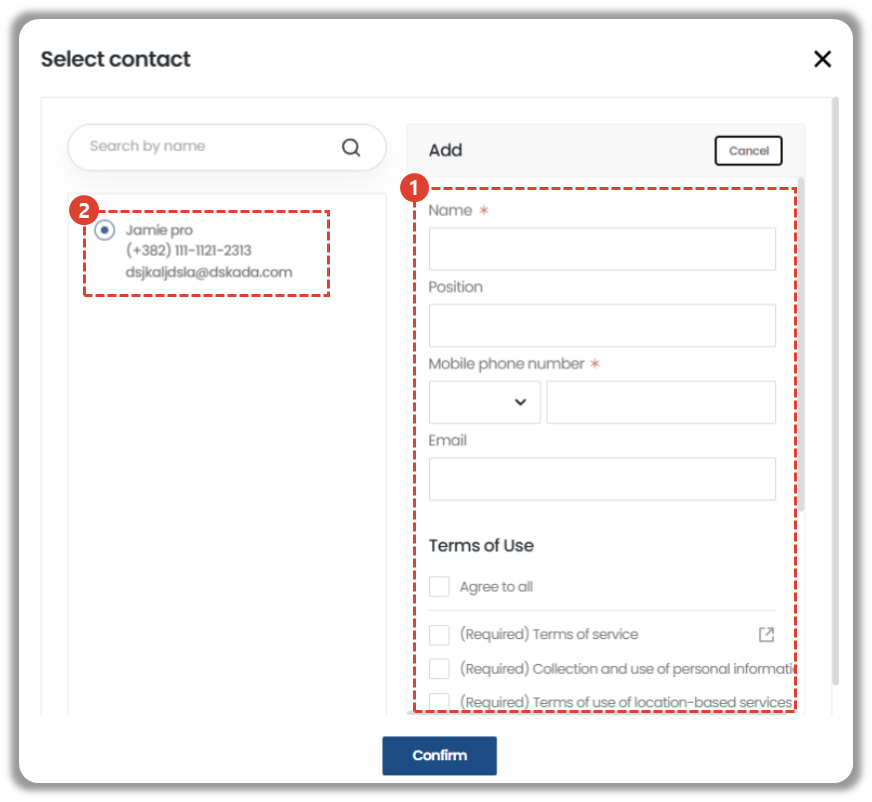 Select contact
Search by name
2
Jamie pro
(+382) 111-1121-2313
dsjkaljdsla@dskada.com
Add
Cancel
1
Name *
Position
Mobile phone number *
Email
Terms of Use
Agree to all
(Required) Terms of service
(Required) Collection and use of personal informati
(Required) Terms of use of location-based services
Confirm